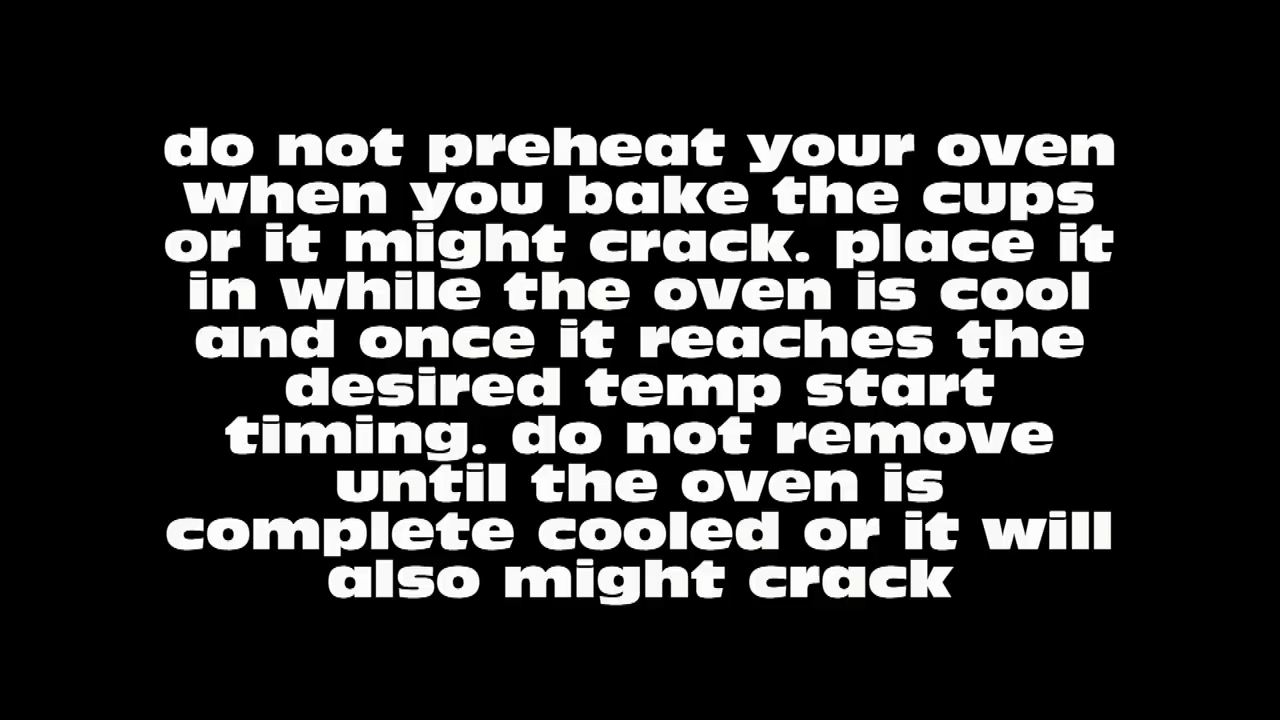 do not preheat your oven
when you bake the cups
or it might crack. place it
in while the oven is cool
and once it reaches the
desired temp start
timing. do not remove
until the oven is
complete cooled or it will
also might crack